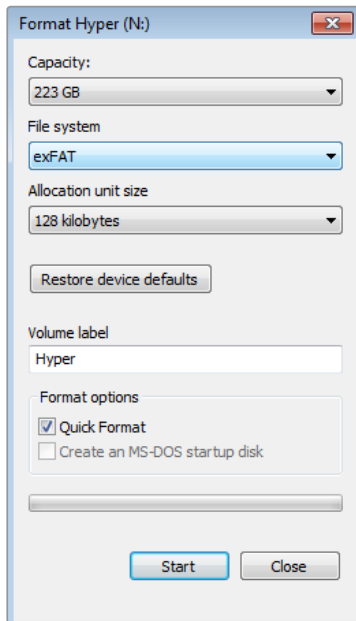 Format Hyper (N:)
Capacity:
223 GB
File system
exFAT
Allocation unit size
128 kilobytes
Restore device defaults
Volume label
Hyper
Format options
Quick Format
Create an MS-DOS startup disk
Start Close